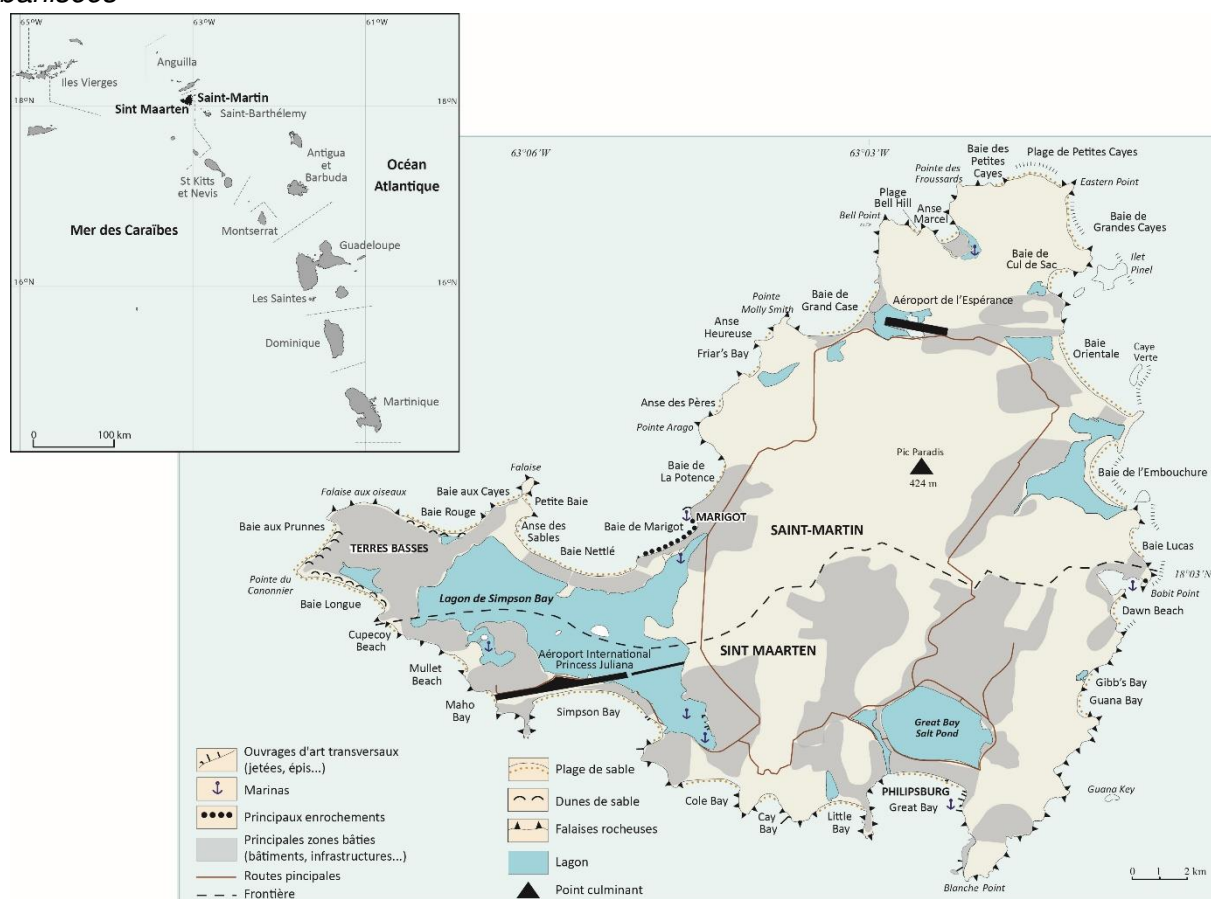 65°W
63°W
61°W
Anguilla
Iles Vierges
18°N
18°N
Saint-Martin
Sint Maarten
Saint-Barthélemy
Antigua
et
Barbuda
Océan
Atlantique
St Kitts
et Nevis
Mer des Caraïbes
Montserrat
Guadeloupe
16°N
16°N
Les Saintes
Dominique
Martinique
0
100 km
63°06 'W
63°03 'W
Baie des
Petites
Cayes
Plage de Petites Cayes
Pointe des
Froussards
Eastern Point
Plage
Bell Hill
Anse
Marcel
Bell Point
Baie de
Grandes Cayes
Baie de
Cul de Sac
Ilet
Pinel
Pointe
Molly Smith
Baie de
Grand Case
Aéroport de l'Espérance
Anse
Heureuse
Friar's Bay
Baie
Orientale
Caye
Verte
Anse des Pères
Pointe Arago
Pic Paradis
424 m
Baie de
La Potence
Baie de l'Embouchure
Falaise
Falaise aux oiseaux
Baie aux Cayes
Petite Baie
Baie Rouge
Baie aux Prunnes
Anse des
Sables
Baie de Marigot
MARIGOT
SAINT-MARTIN
TERRES BASSES
Baie Nettlé
Baie Lucas
18°03'N
Pointe du
Canonnier
Lagon de Simpson Bay
Babit Point
Baie Longue
Dawn Beach
Cupecoy
Beach
SINT MAARTEN
Aéroport International
Princess Juliana
Mullet
Beach
Gibb's Bay
Guana Bay
Maho
Bay
Simpson Bay
Great Bay
Salt Pond
Guana Key
PHILIPSBURG
Great Bay
Cole Bay
Cay
Bay
Little
Bay
Blanche Point
Ouvrages d'art transversaux
(jetées, épis...)
Marinas
Principaux enrochements
Principales zones bâties
(bâtiments, infrastructures...)
Routes pincipales
Frontière
Plage de sable
Dunes de sable
Falaises rocheuses
Lagon
Point culminant
0 1 2 km